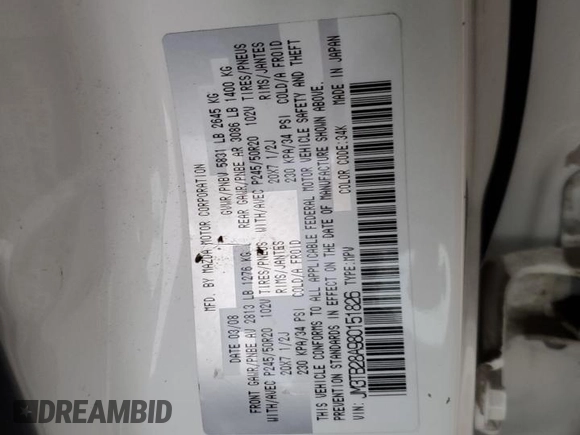 MFD. BY MAZDA MOTOR CORPORATION
DATE 03/08 GVWR/PNBV 5831 LB 2645 KG
FRONT GAWR/PNBE AV 2813 LB 1276 KG REAR GAWR/PNBE AR 3086 LB 1400 KG
WITH/AVEC P245/50R20 102V TIRES/PNEUS WITH/AVEC P245/50R20 102V TIRES/PNEUS
20X7 1/2J RIMS/JANTES 20X7 1/2J RIMS/JANTES
230 KPA/34 PSI COLD/A FROID 230 KPA/34 PSI COLD/A FROID
THIS VEHICLE CONFORMS TO ALL APPLICABLE FEDERAL MOTOR VEHICLE SAFETY AND THEFT
PREVENTION STANDARDS IN EFFECT ON THE DATE OF MANUFACTURE SHOWN ABOVE.
VIN: JM3TB28A980151826 TYPE: MPV COLOR CODE: 34K MADE IN JAPAN
DREAMBID